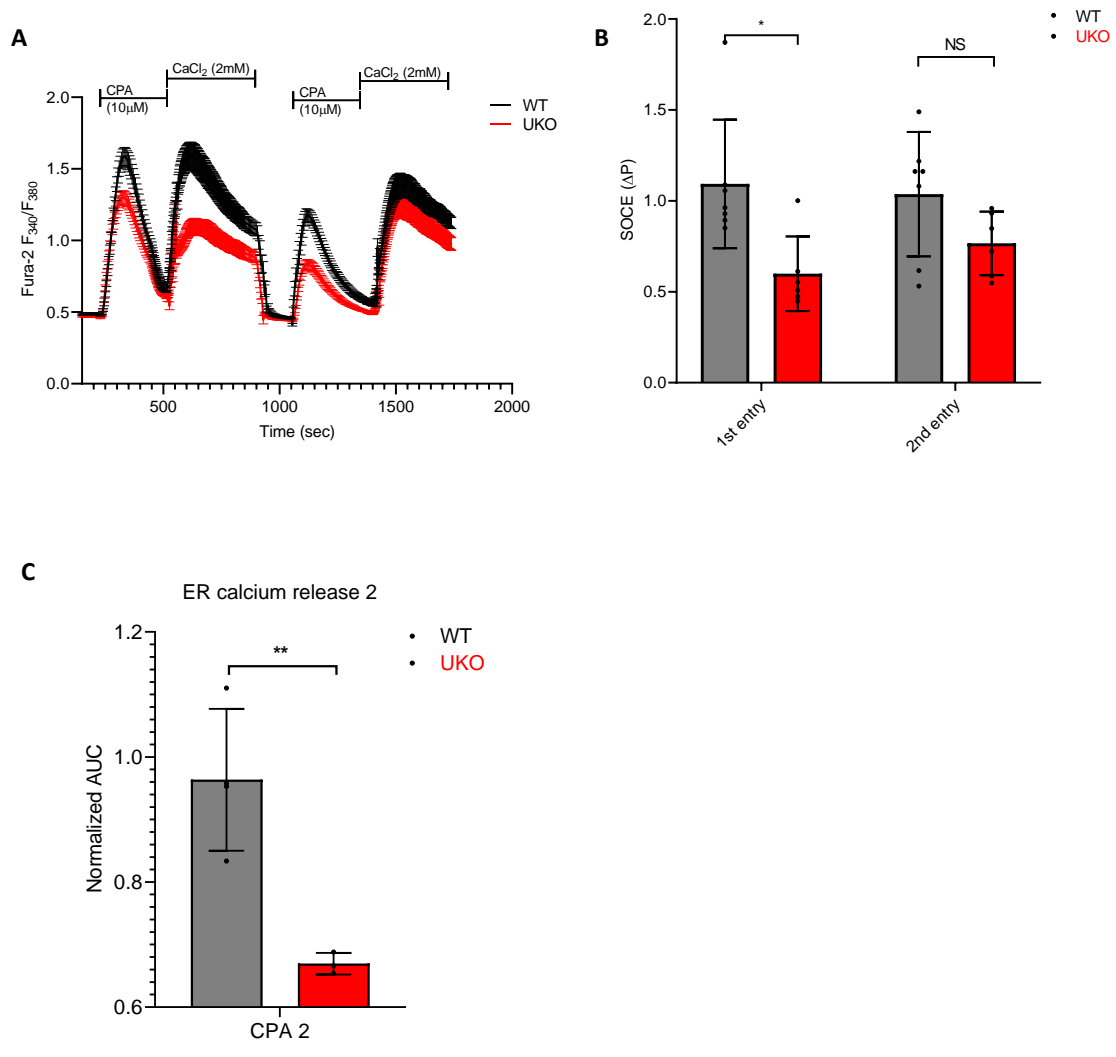 A
CPA
(10μM)
CaCl2 (2mM)
CPA
(10μM)
CaCl2 (2mM)
WT
UKO
2.0
1.5
1.0
0.5
0.0
Fura-2 F340/F380
500
1000
1500
2000
Time (sec)
B
WT
UKO
*
NS
2.0
1.5
1.0
0.5
0.0
SOCE (ΔP)
1st entry
2nd entry
C
ER calcium release 2
WT
UKO
**
1.2
1.0
0.8
0.6
Normalized AUC
CPA 2